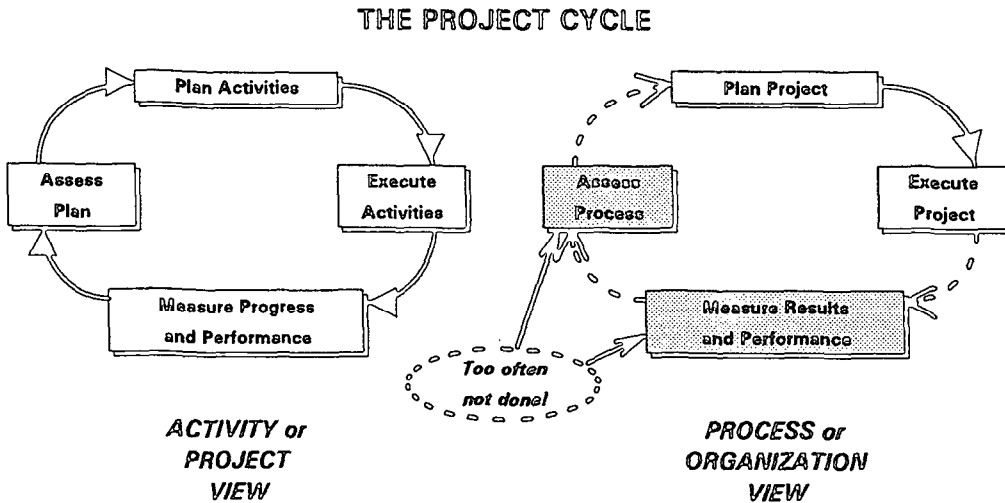 THE PROJECT CYCLE
Plan Activities
Assess
Plan
Execute
Activities
Measure Progress
and Performance
ACTIVITY or
PROJECT
VIEW
Plan Project
Assess
Process
Execute
Project
Measure Results
and Performance
Too often
not done!
PROCESS or
ORGANIZATION
VIEW